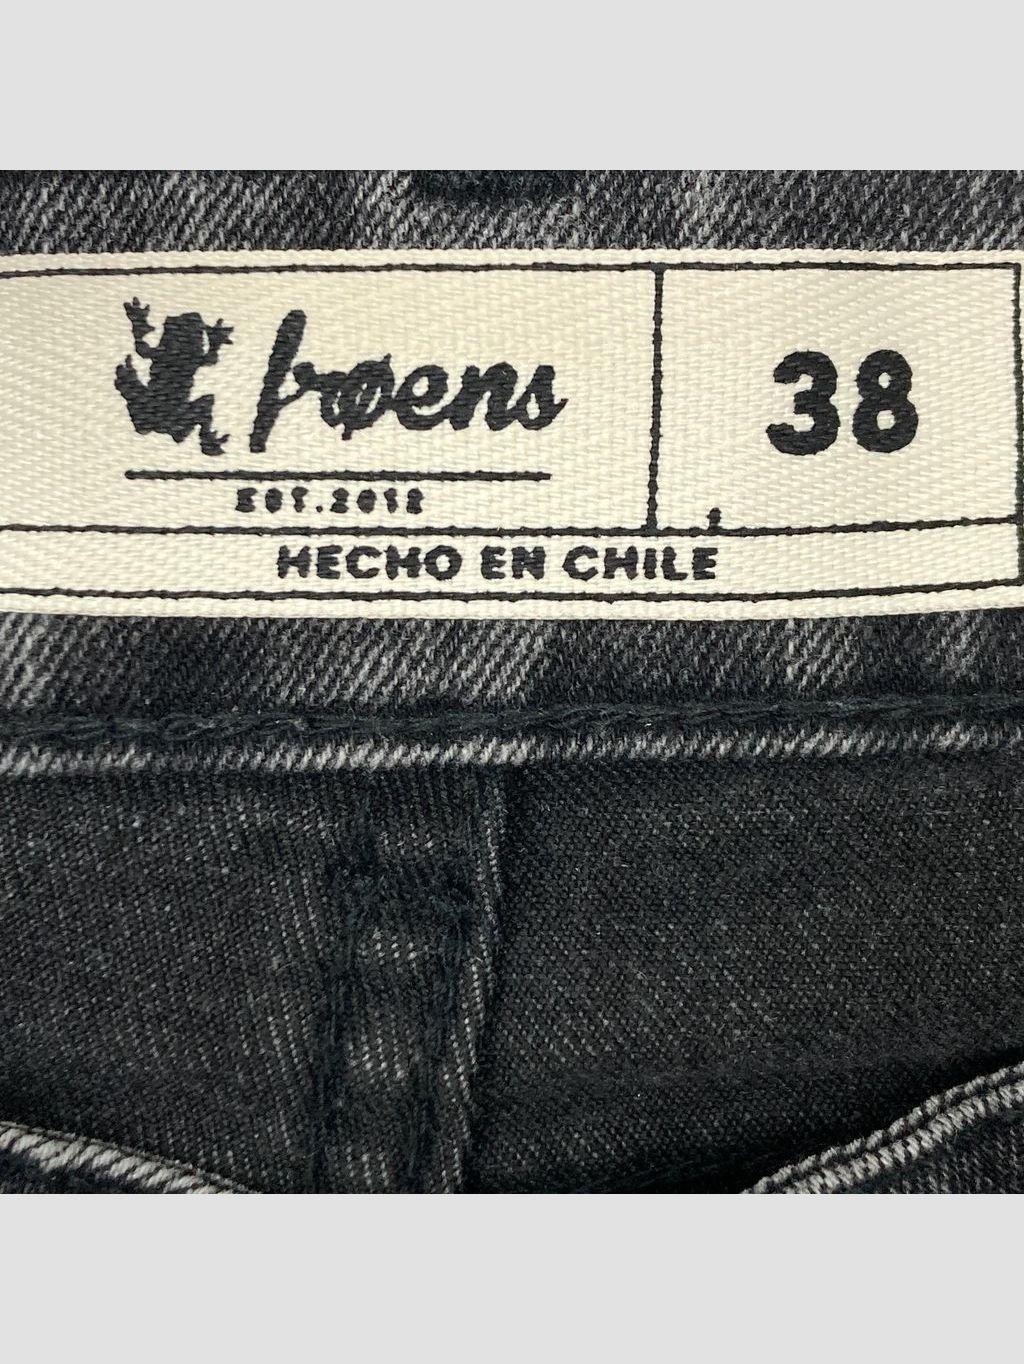 frøens
38
EST.2012
HECHO EN CHILE